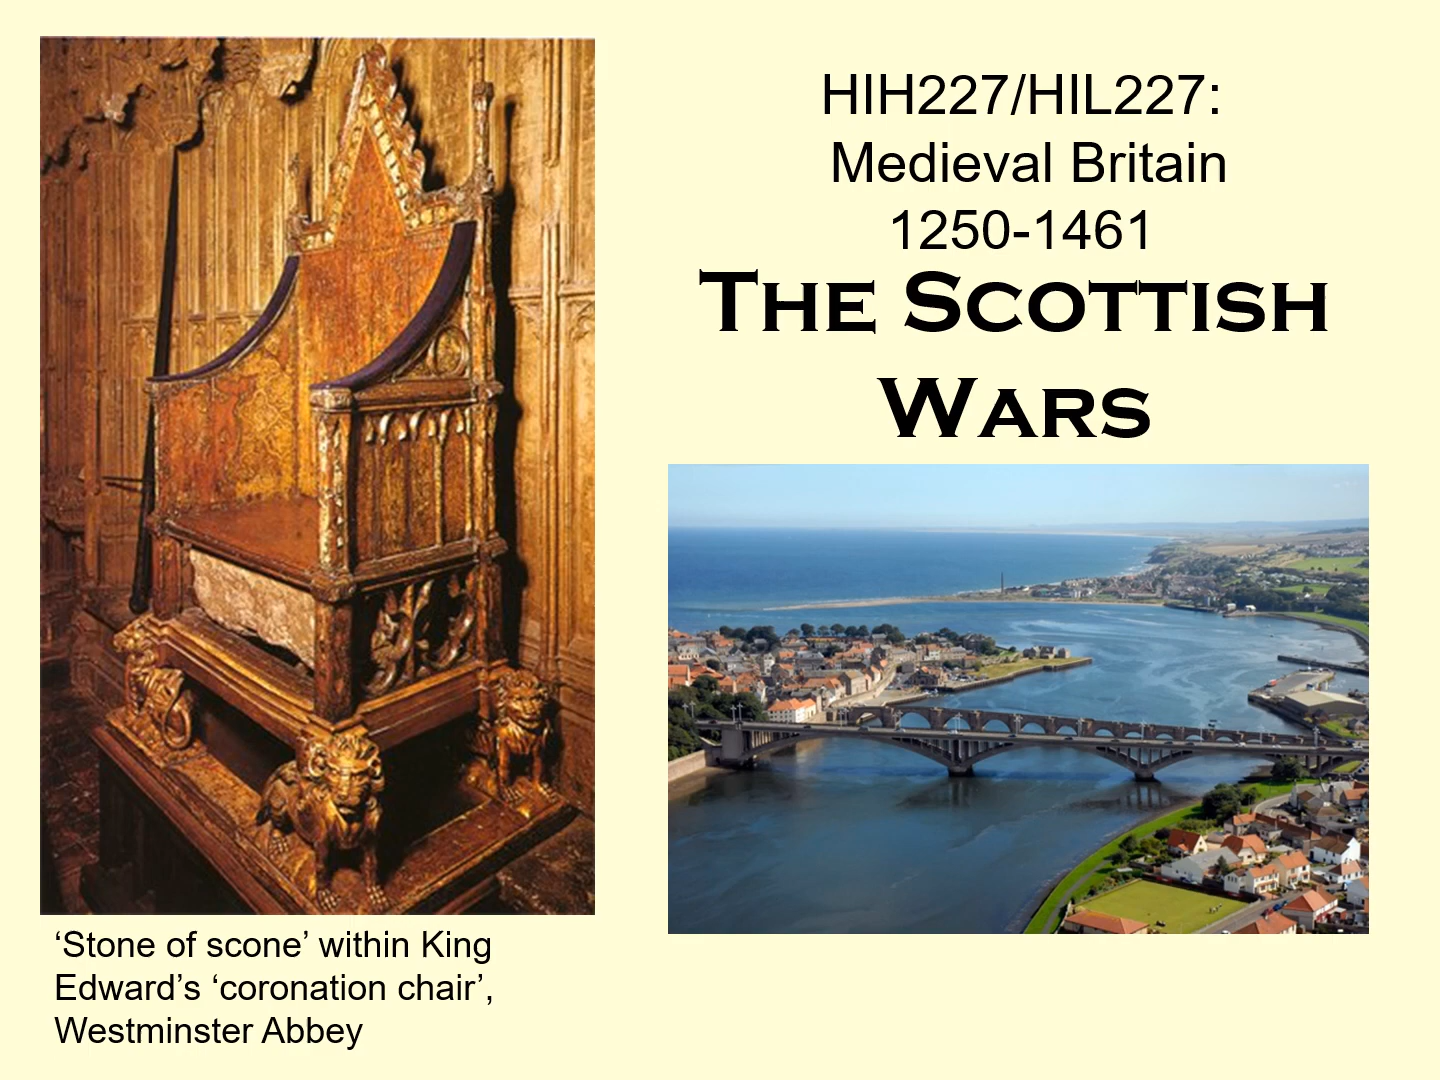 HIH227/HIL227:
Medieval Britain
1250-1461
The Scottish
Wars
‘Stone of scone’ within King
Edward’s ‘coronation chair’,
Westminster Abbey